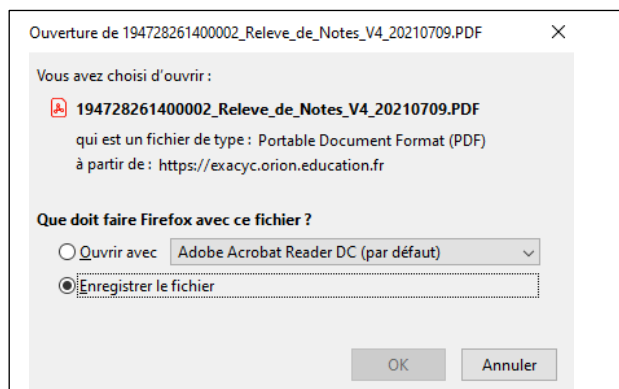 Ouverture de 194728261400002_Releve_de_Notes_V4_20210709.PDF
Vous avez choisi d'ouvrir :
194728261400002_Releve_de_Notes_V4_20210709.PDF
qui est un fichier de type : Portable Document Format (PDF)
à partir de : https://exacyc.orion.education.fr
Que doit faire Firefox avec ce fichier ?
Ouvrir avec Adobe Acrobat Reader DC (par défaut)
Enregistrer le fichier
OK Annuler